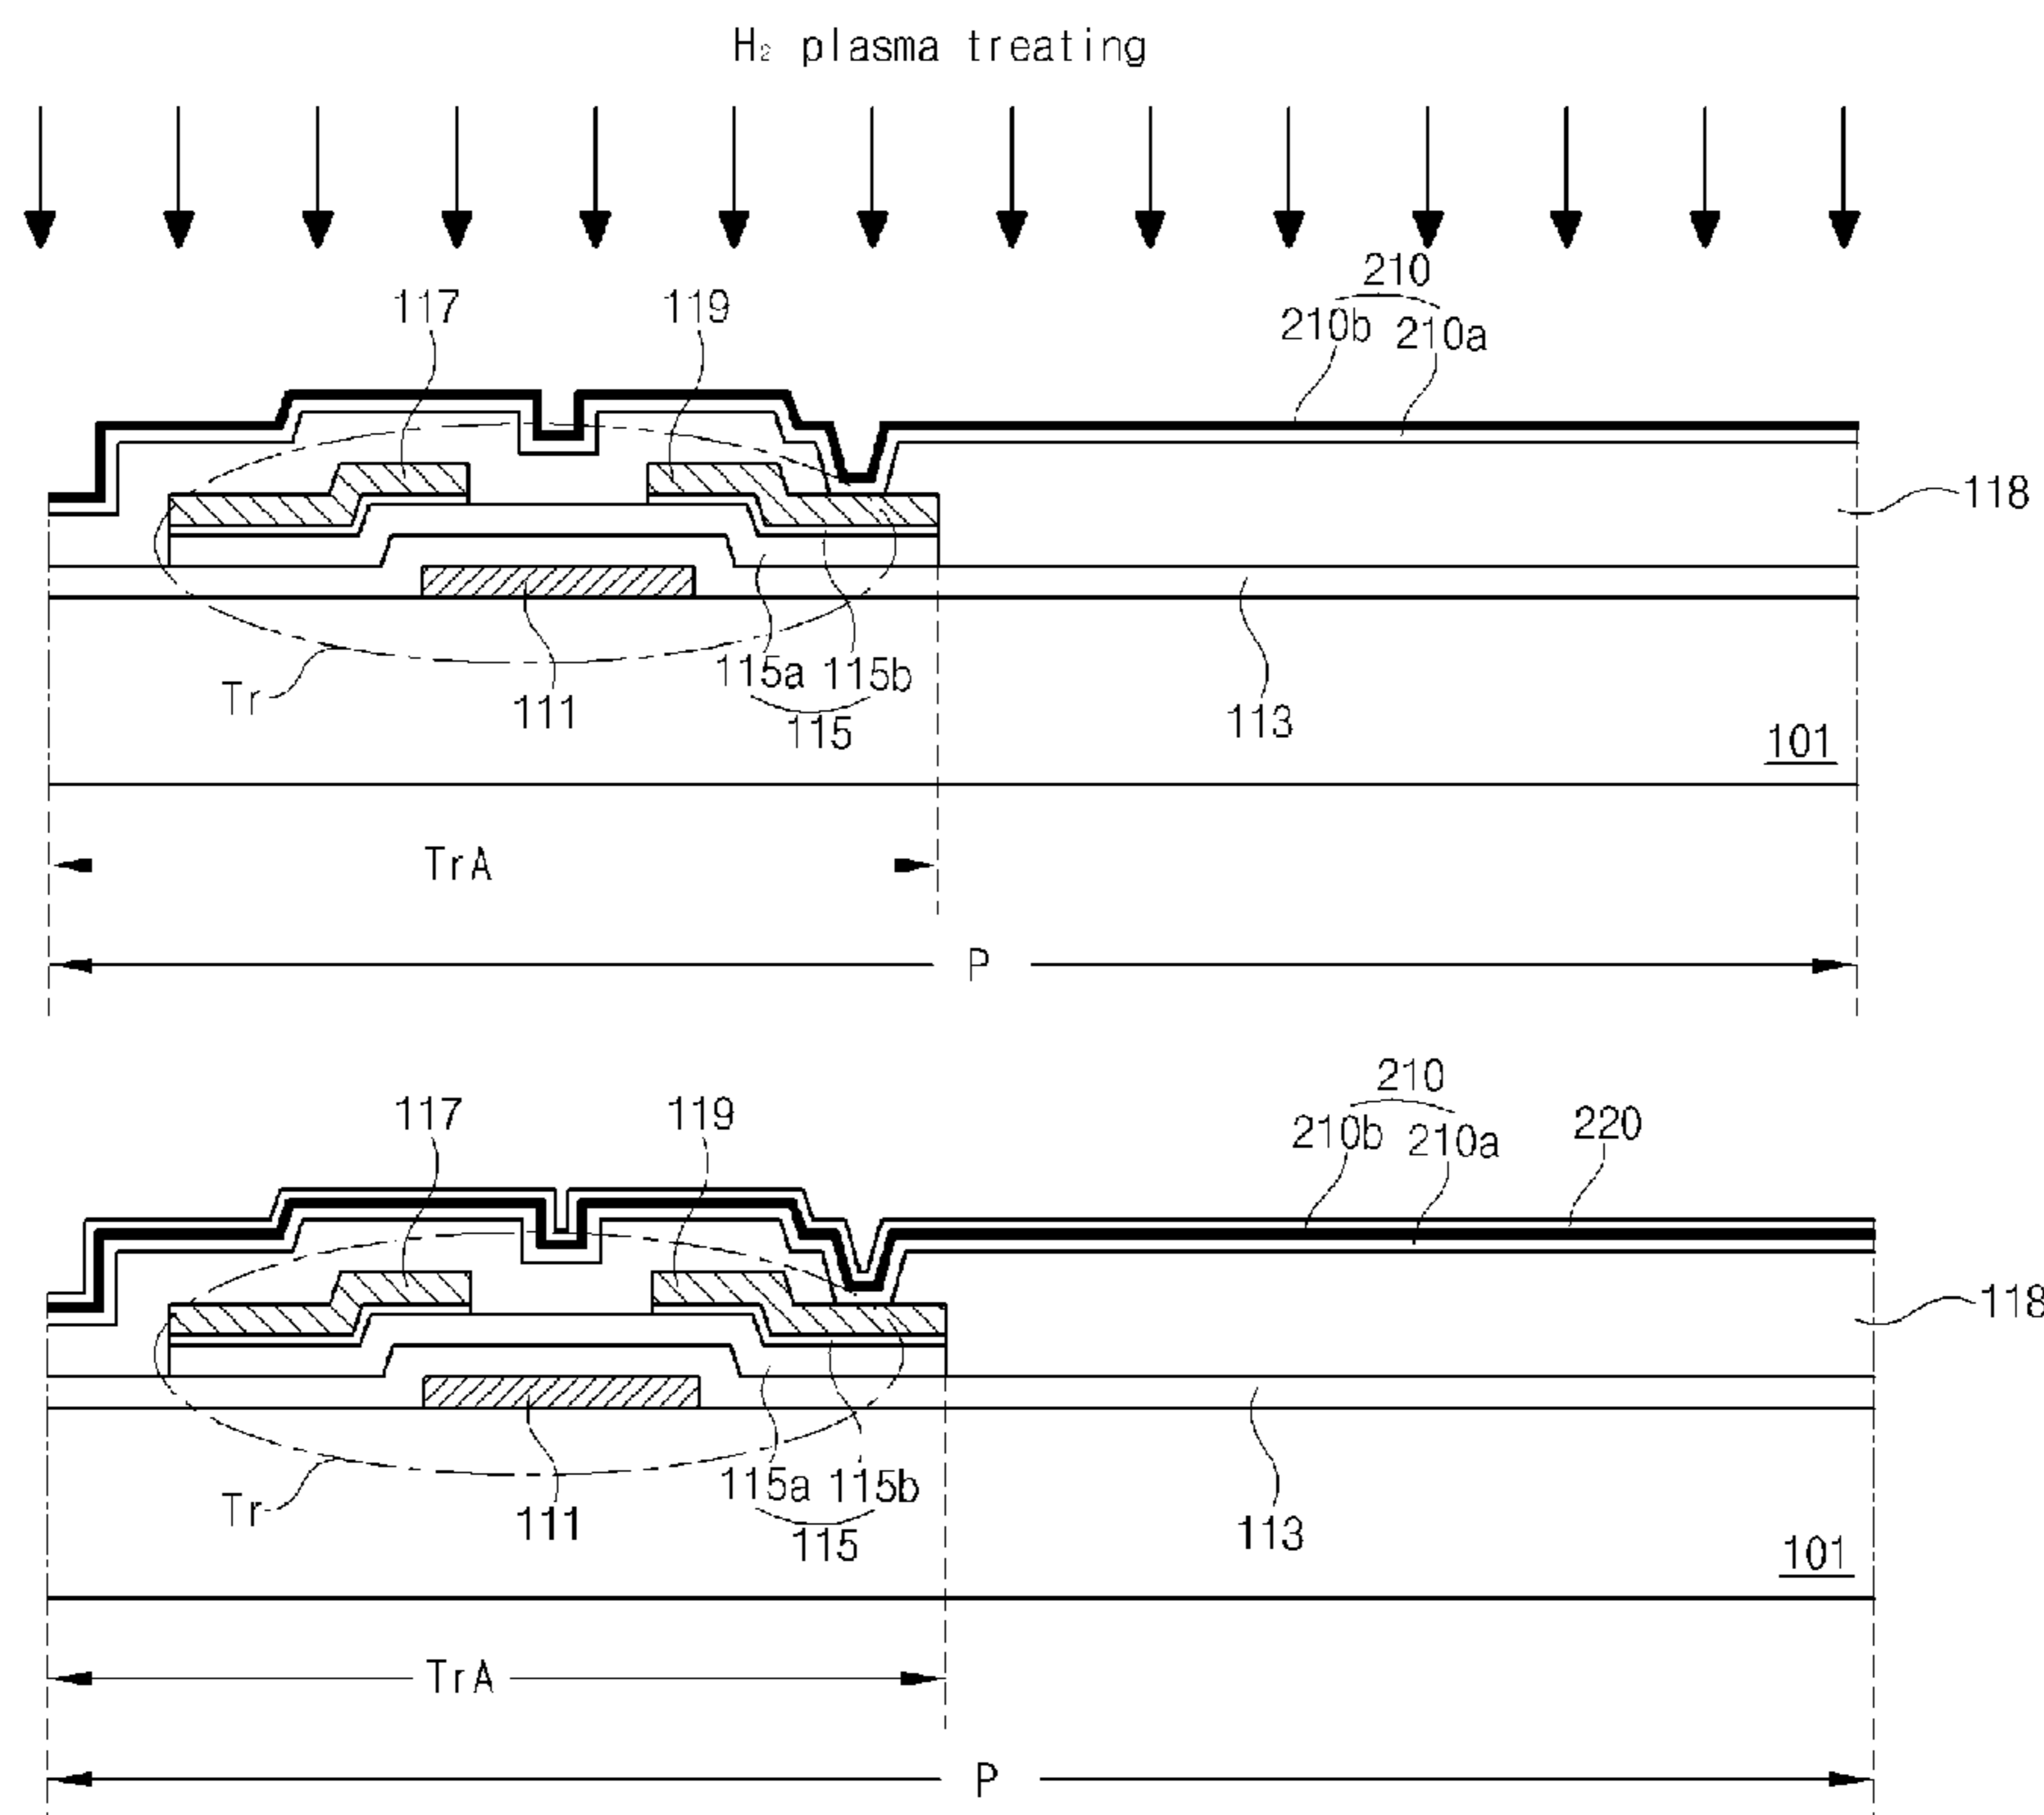 H₂ plasma treating
210
117 119 210b 210a
118
Tr 111 115a 115b 113
115
101
TrA
P
210
117 119 210b 210a 220
118
Tr 111 115a 115b 113
115
101
TrA
P